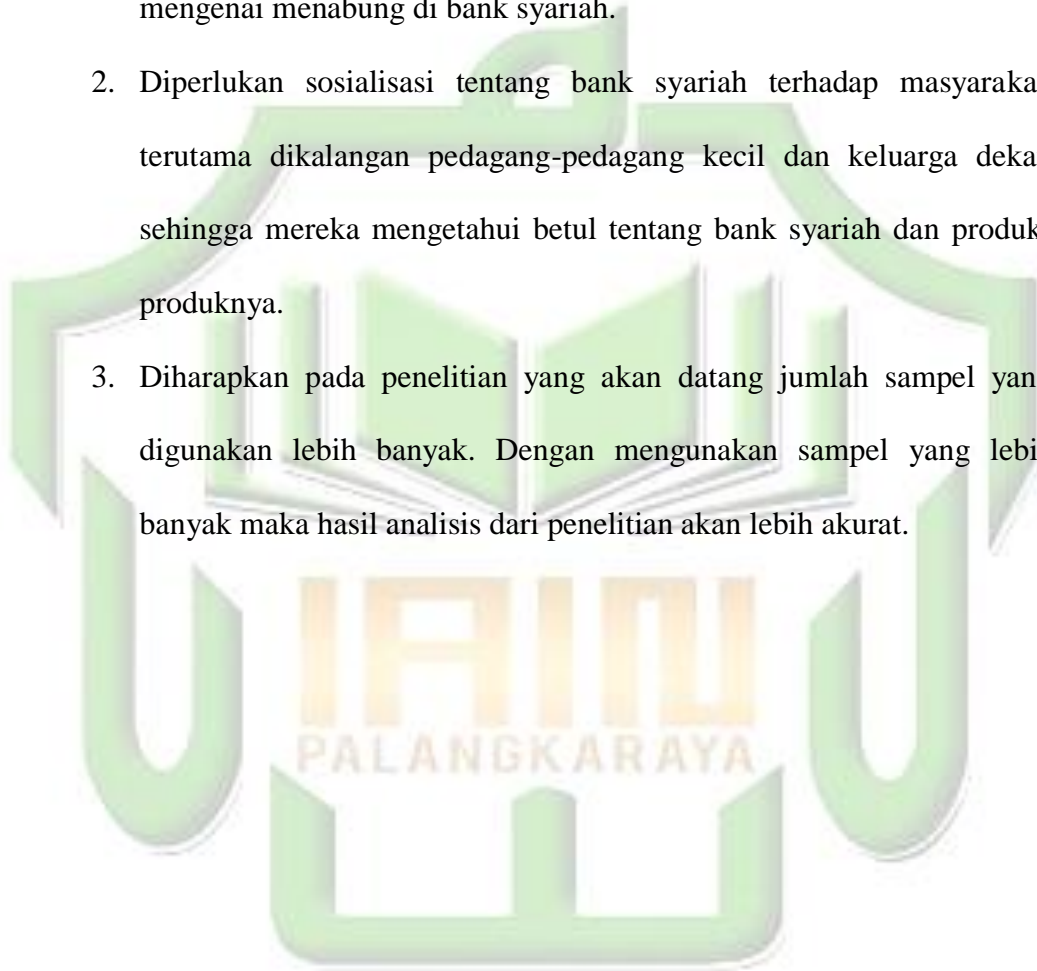 mengenai menabung di bank syariah.
2. Diperlukan sosialisasi tentang bank syariah terhadap masyaraka
terutama dikalangan pedagang-pedagang kecil dan keluarga deka
sehingga mereka mengetahui betul tentang bank syariah dan produk
produknya.
3. Diharapkan pada penelitian yang akan datang jumlah sampel yan
digunakan lebih banyak. Dengan mengunakan sampel yang lebi
banyak maka hasil analisis dari penelitian akan lebih akurat.
IAIN
PALANGKARAYA